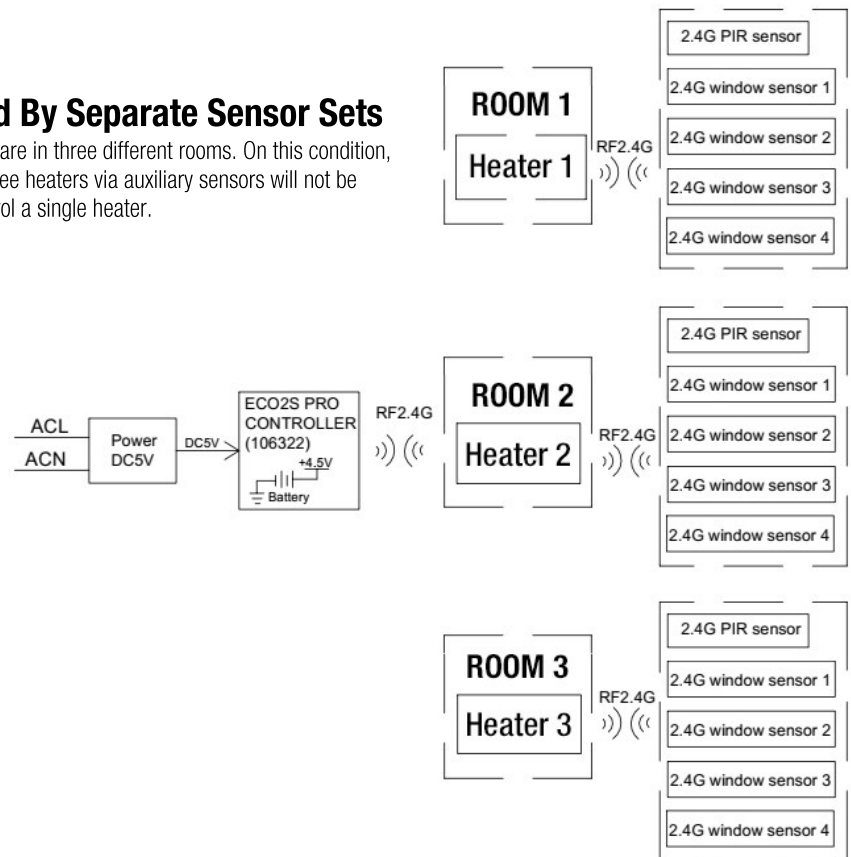 d By Separate Sensor Sets
are in three different rooms. On this condition,
ee heaters via auxiliary sensors will not be
ol a single heater.
ROOM 1
Heater 1
RF2.4G
2.4G PIR sensor
2.4G window sensor 1
2.4G window sensor 2
2.4G window sensor 3
2.4G window sensor 4
ACL
ACN
Power
DC5V
DC5V
ECO2S PRO
CONTROLLER
(106322)
+4.5V
Battery
RF2.4G
ROOM 2
Heater 2
RF2.4G
2.4G PIR sensor
2.4G window sensor 1
2.4G window sensor 2
2.4G window sensor 3
2.4G window sensor 4
ROOM 3
Heater 3
RF2.4G
2.4G PIR sensor
2.4G window sensor 1
2.4G window sensor 2
2.4G window sensor 3
2.4G window sensor 4